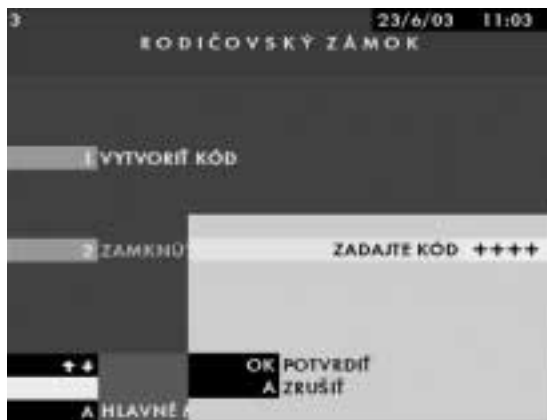 3 23/6/03 11:03
RODIČOVSKÝ ZÁMOK
1 VYTVORIŤ KÓD
2 ZAMKNÚ
ZADAJTE KÓD ++++
OK POTVRDIŤ
A ZRUŠIŤ
A HLAVNÉ